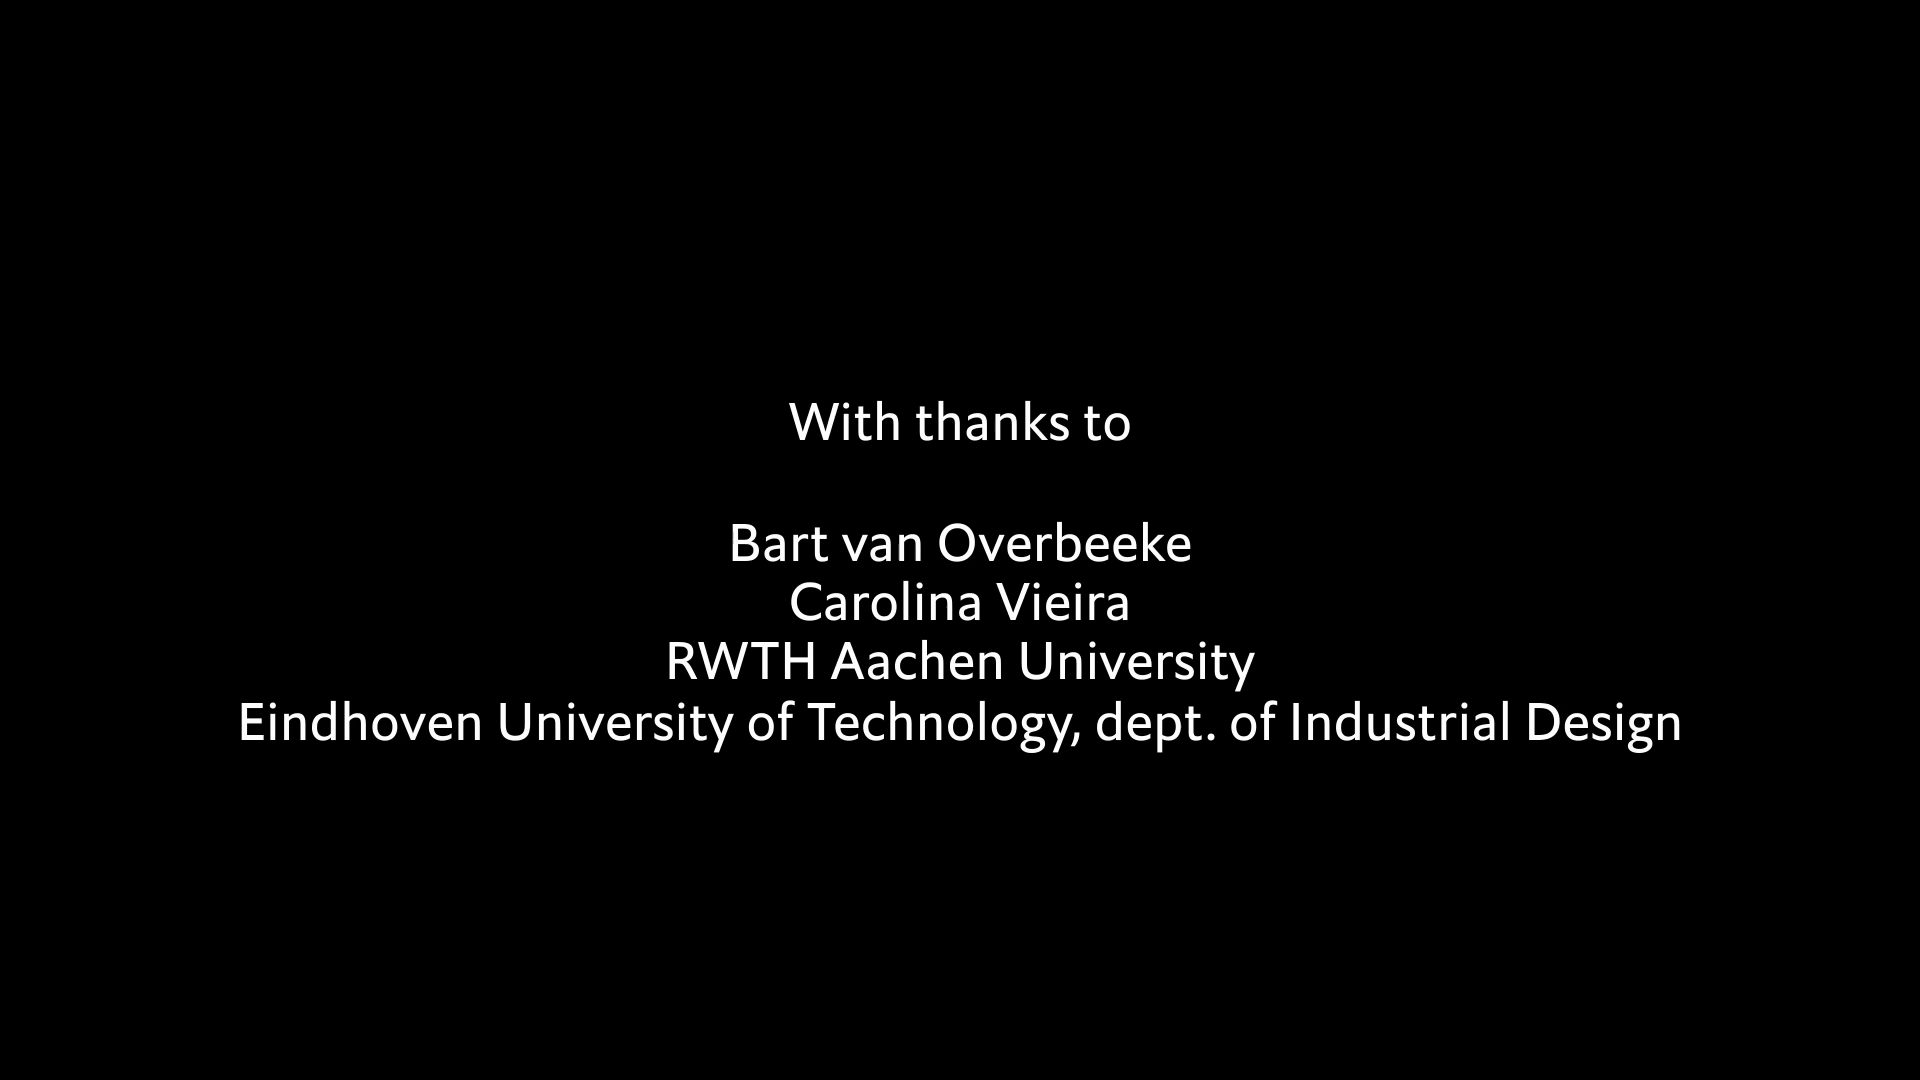 With thanks to
Bart van Overbeeke
Carolina Vieira
RWTH Aachen University
Eindhoven University of Technology, dept. of Industrial Design